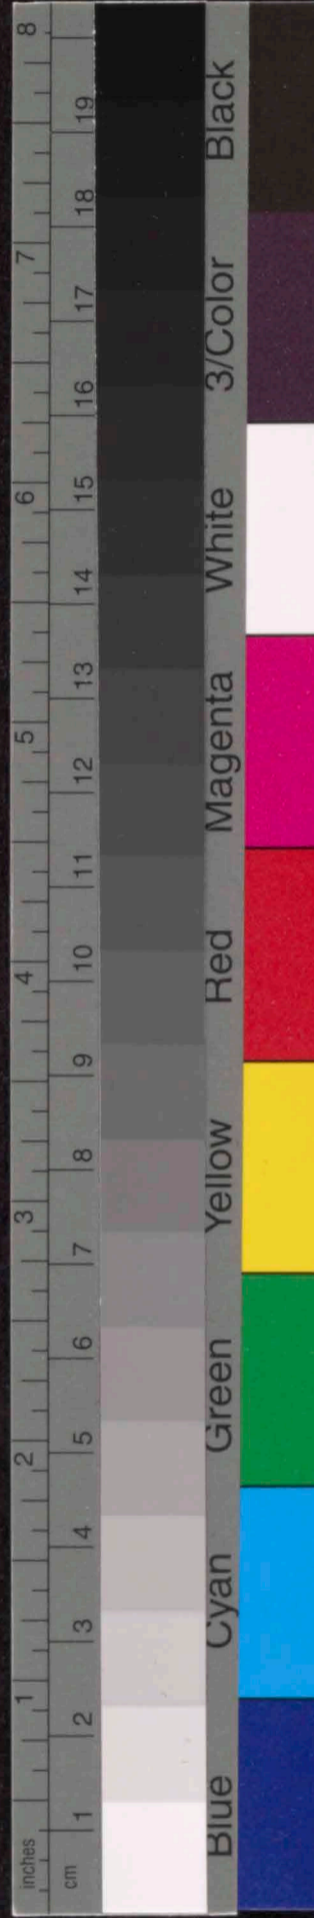 inches 1 2 3 4 5 6 7 8
cm 1 2 3 4 5 6 7 8 9 10 11 12 13 14 15 16 17 18 19
Blue Cyan Green Yellow Red Magenta White 3/Color Black